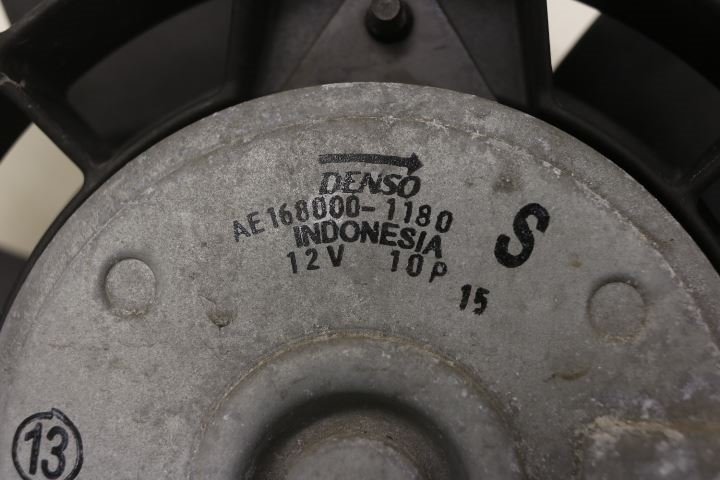 DENSO
AE168000-1180
INDONESIA
12V 10P
S
15
13